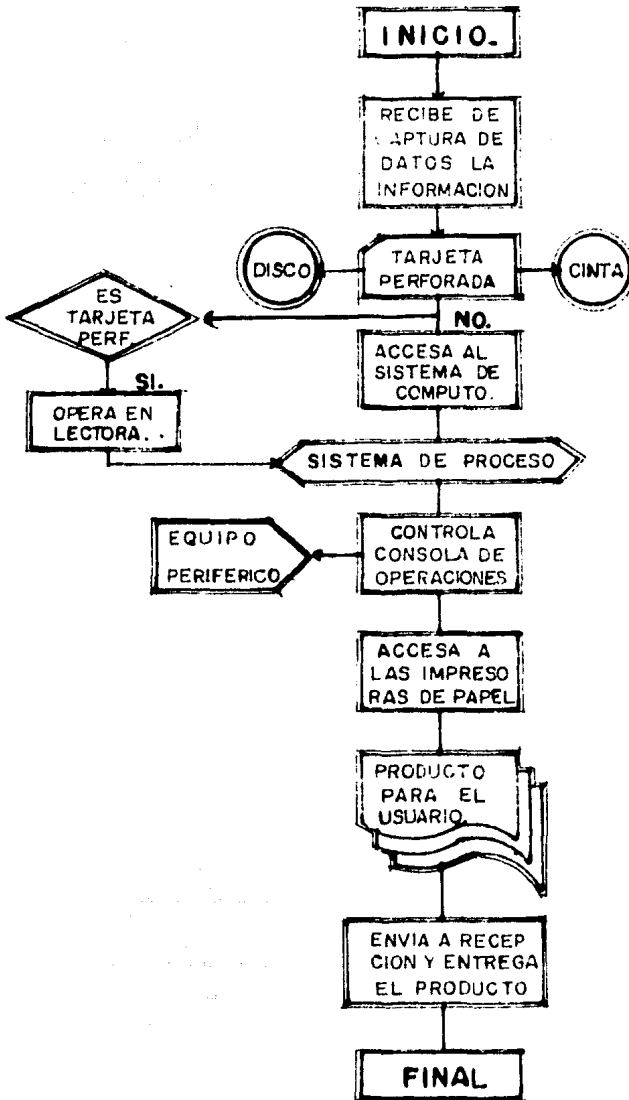 INICIO.
RECIBE DE
CAPTURA DE
DATOS LA
INFORMACION
DISCO
TARJETA
PERFORADA
CINTA
ES
TARJETA
PERF.
NO.
ACCESA AL
SISTEMA DE
COMPUTO.
SI.
OPERA EN
LECTORA.
SISTEMA DE PROCESO
EQUIPO
PERIFERICO
CONTROLA
CONSOLA DE
OPERACIONES
ACCESA A
LAS IMPRESO
RAS DE PAPEL
PRODUCTO
PARA EL
USUARIO.
ENVIA A RECEP
CION Y ENTREGA
EL PRODUCTO
FINAL